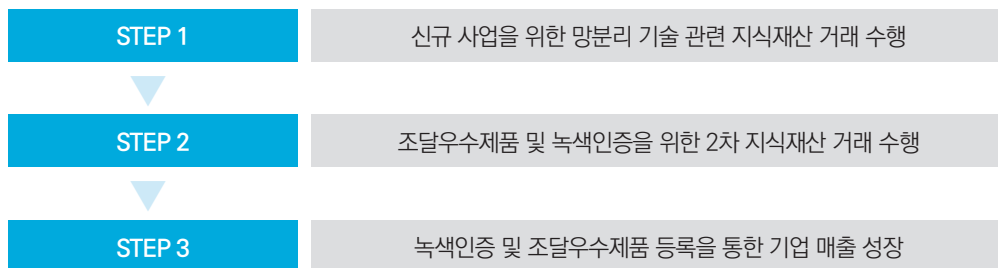 STEP 1
신규 사업을 위한 망분리 기술 관련 지식재산 거래 수행
STEP 2
조달우수제품 및 녹색인증을 위한 2차 지식재산 거래 수행
STEP 3
녹색인증 및 조달우수제품 등록을 통한 기업 매출 성장